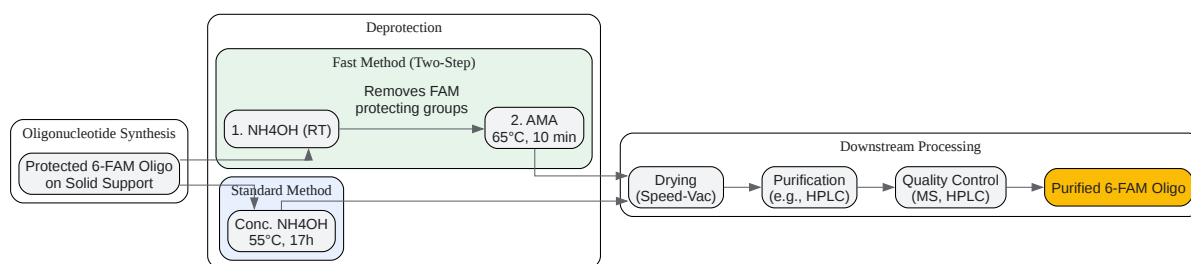 Deprotection
Fast Method (Two-Step)
Removes FAM
protecting groups
1. NH4OH (RT)
2. AMA
65°C, 10 min
Oligonucleotide Synthesis
Protected 6-FAM Oligo
on Solid Support
Standard Method
Conc. NH4OH
55°C, 17h
Downstream Processing
Drying
(Speed-Vac)
Purification
(e.g., HPLC)
Quality Control
(MS, HPLC)
Purified 6-FAM Oligo